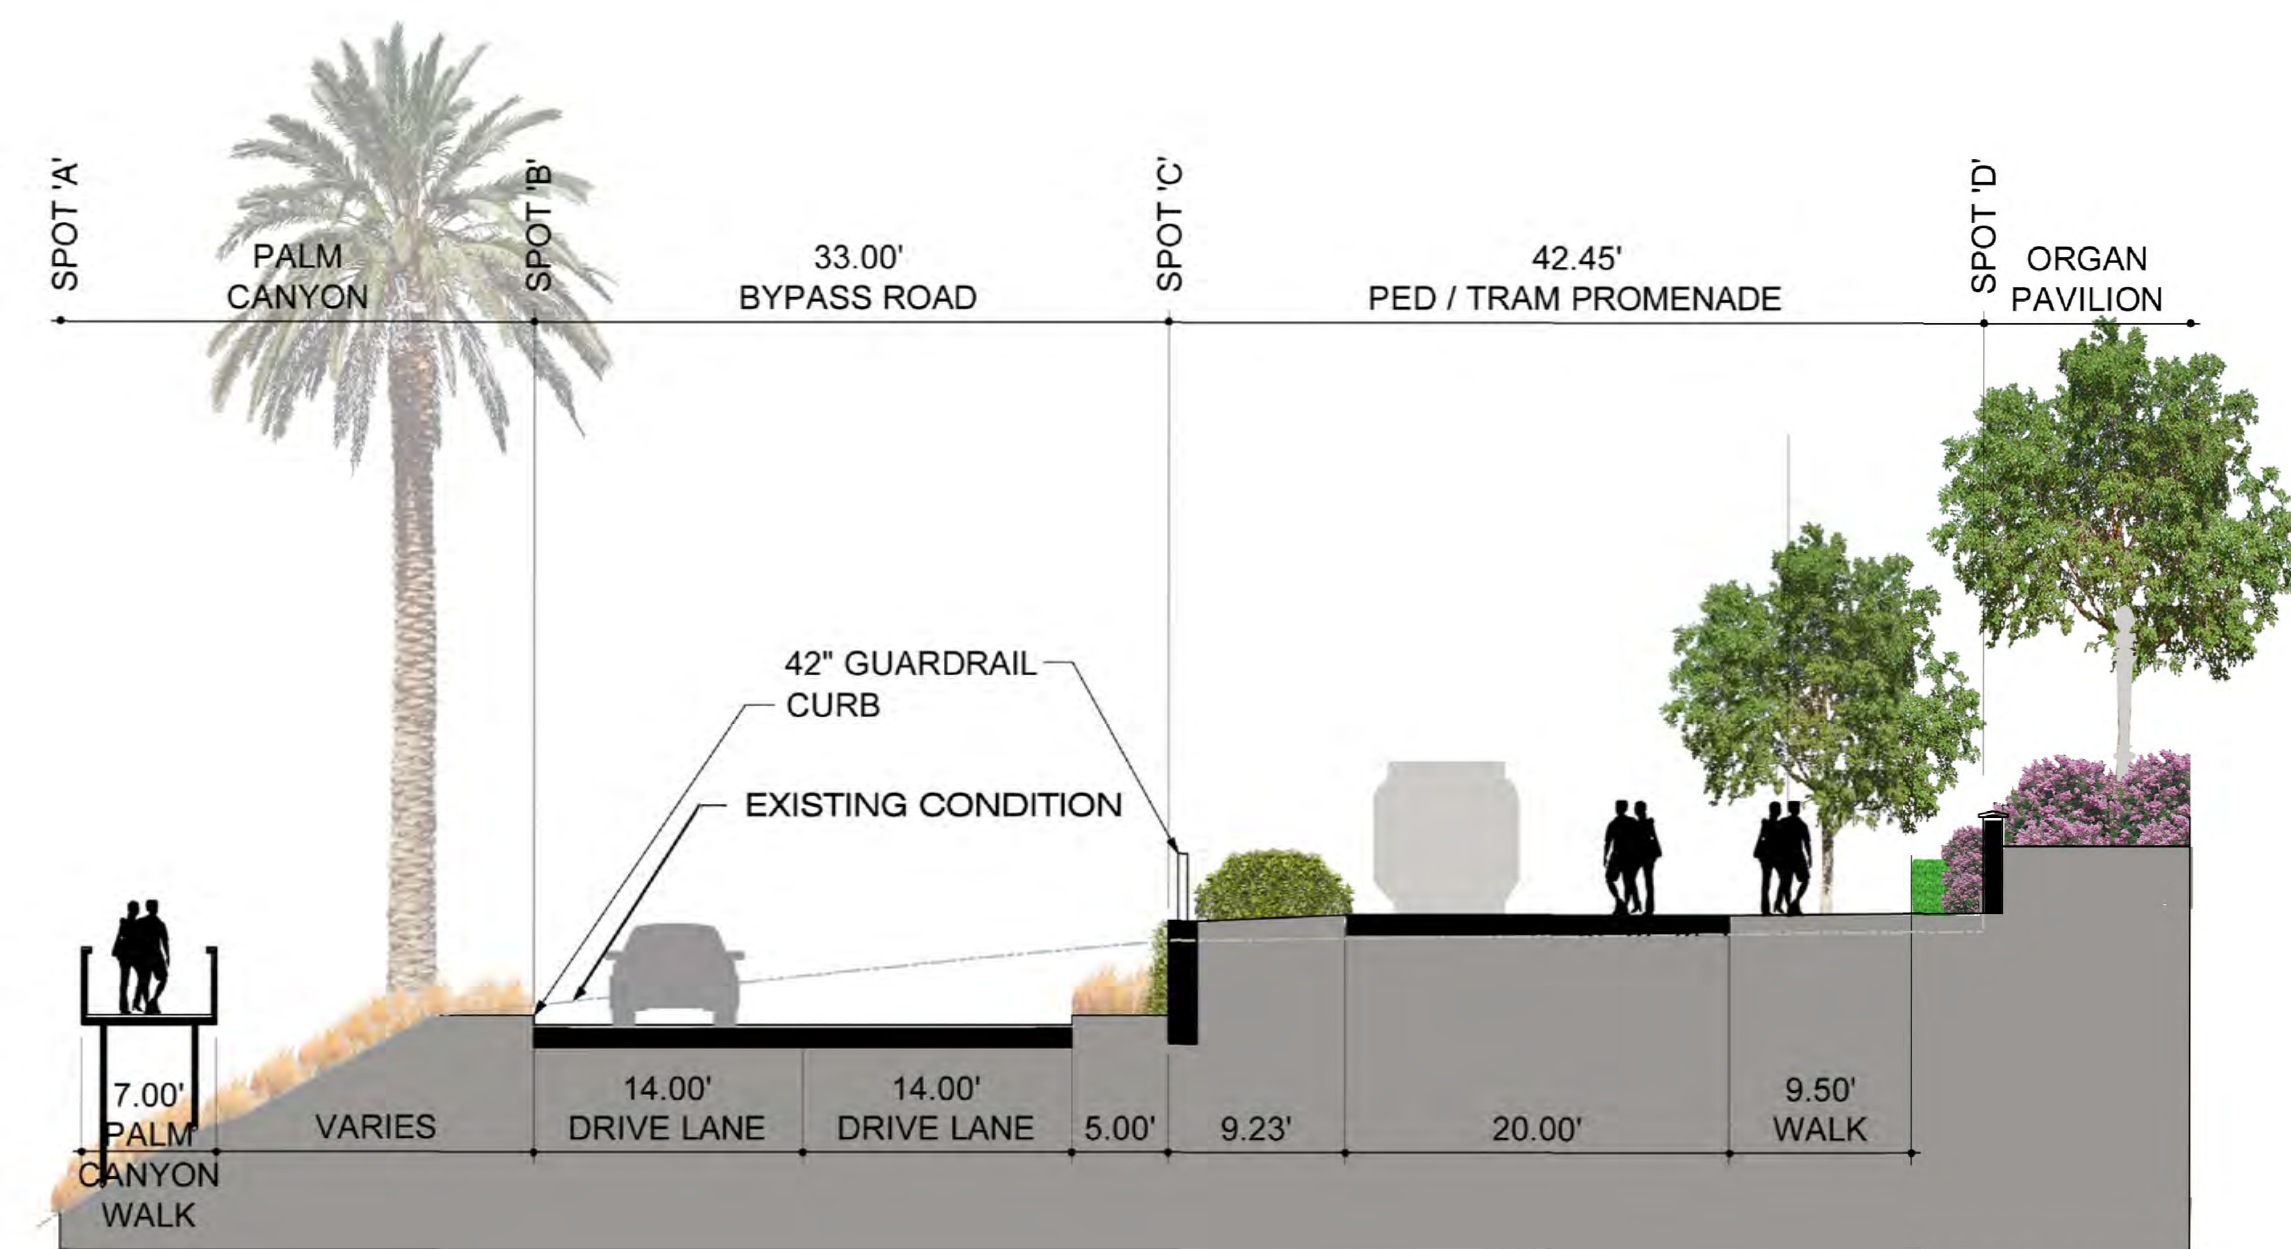 SPOT 'A'
PALM
CANYON
SPOT 'B'
33.00'
BYPASS ROAD
SPOT 'C'
42.45'
PED / TRAM PROMENADE
SPOT 'D'
ORGAN
PAVILION
42" GUARDRAIL
CURB
EXISTING CONDITION
7.00'
PALM
CANYON
WALK
VARIES
14.00'
DRIVE LANE
14.00'
DRIVE LANE
5.00'
9.23'
20.00'
9.50'
WALK